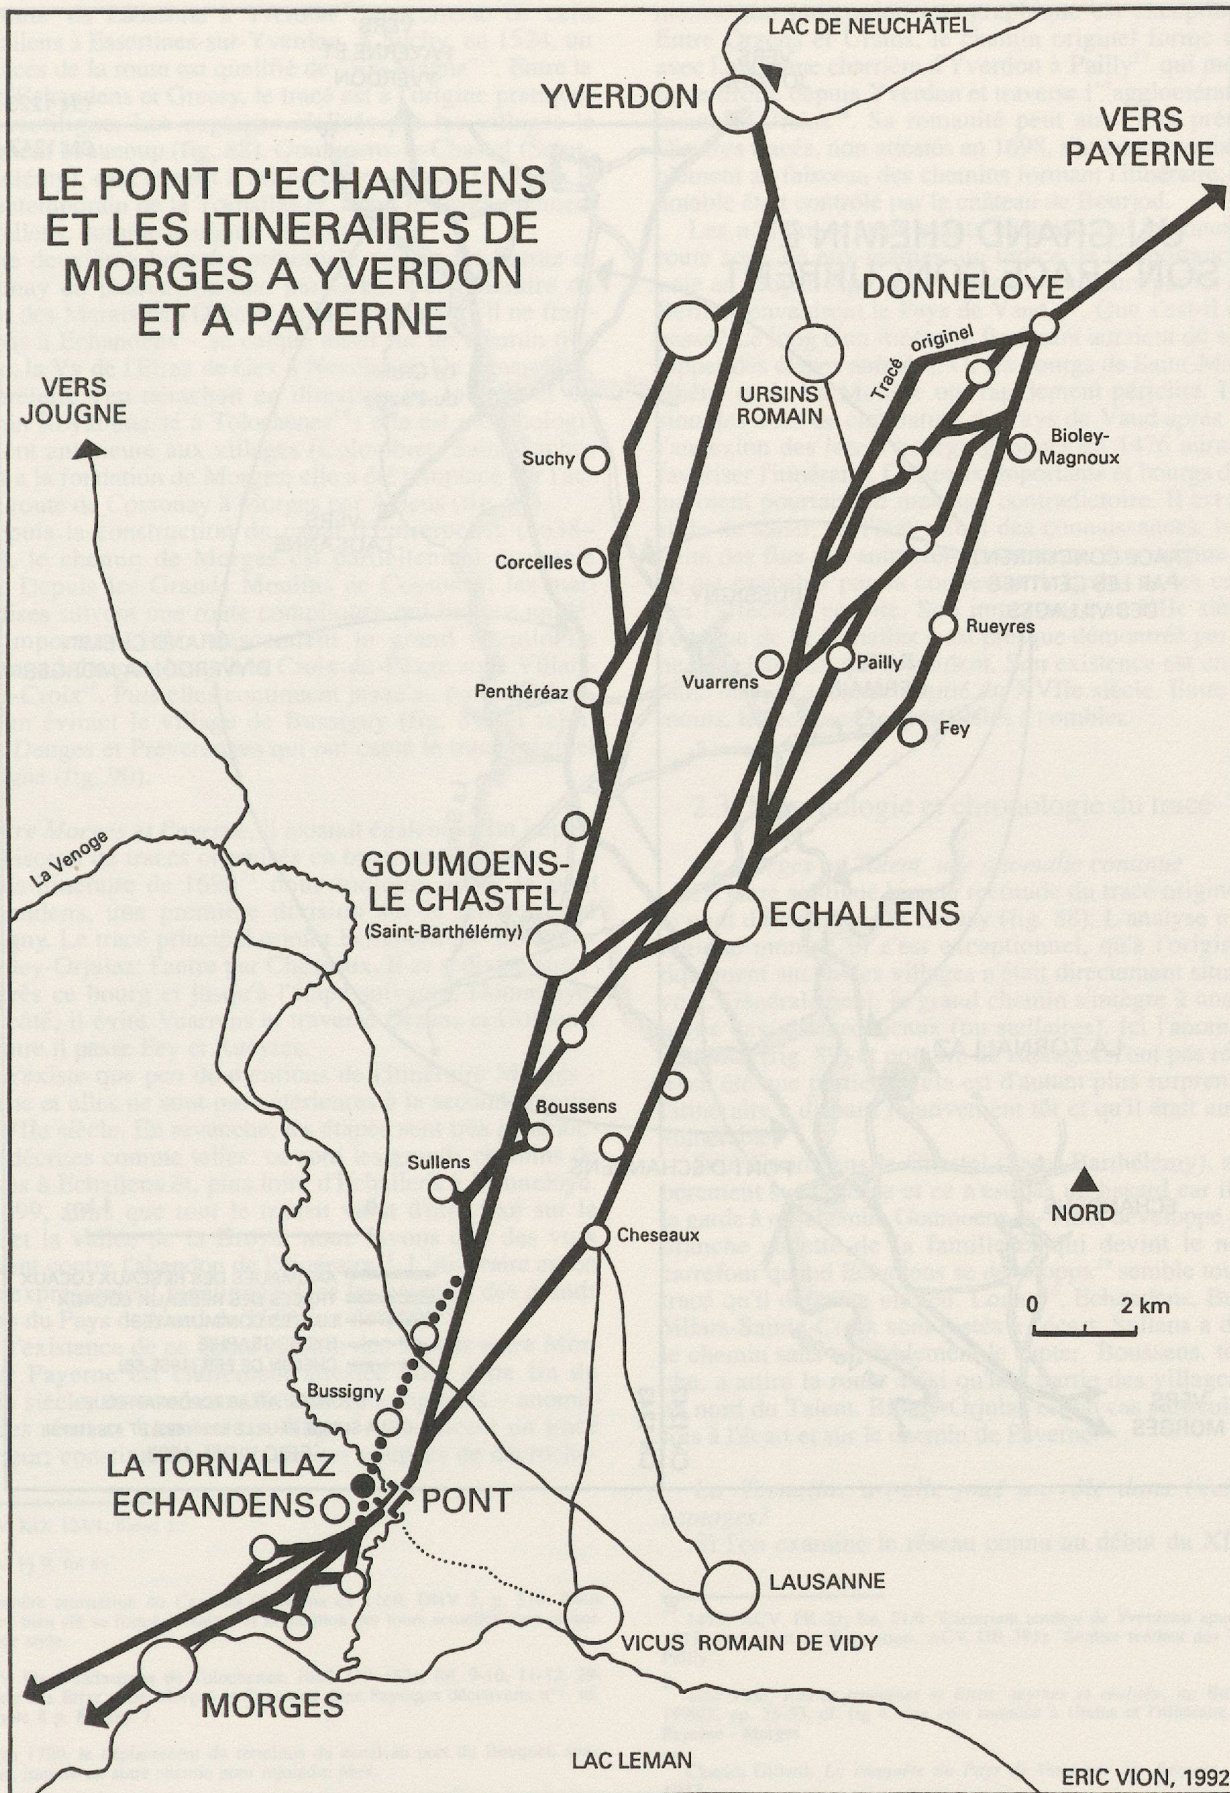 LAC DE NEUCHÂTEL
YVERDON
VERS
PAYERNE
LE PONT D'ECHANDENS
ET LES ITINERAIRES DE
MORGES A YVERDON
ET A PAYERNE
DONNELOYE
Tracé originel
VERS
JOUGNE
URSINS
ROMAIN
Suchy
Bioley-
Magnoux
Corcelles
Rueyres
Penthéréaz
Vuarrens
Pailly
Fey
La Venoge
GOUMOENS-
LE CHASTEL
(Saint-Barthélémy)
ECHALLENS
Boussens
Sullens
NORD
Cheseaux
0 2 km
Bussigny
LA TORNALLAZ
ECHANDENS
PONT
LAUSANNE
VICUS ROMAIN DE VIDY
MORGES
LAC LEMAN
ERIC VION, 1992